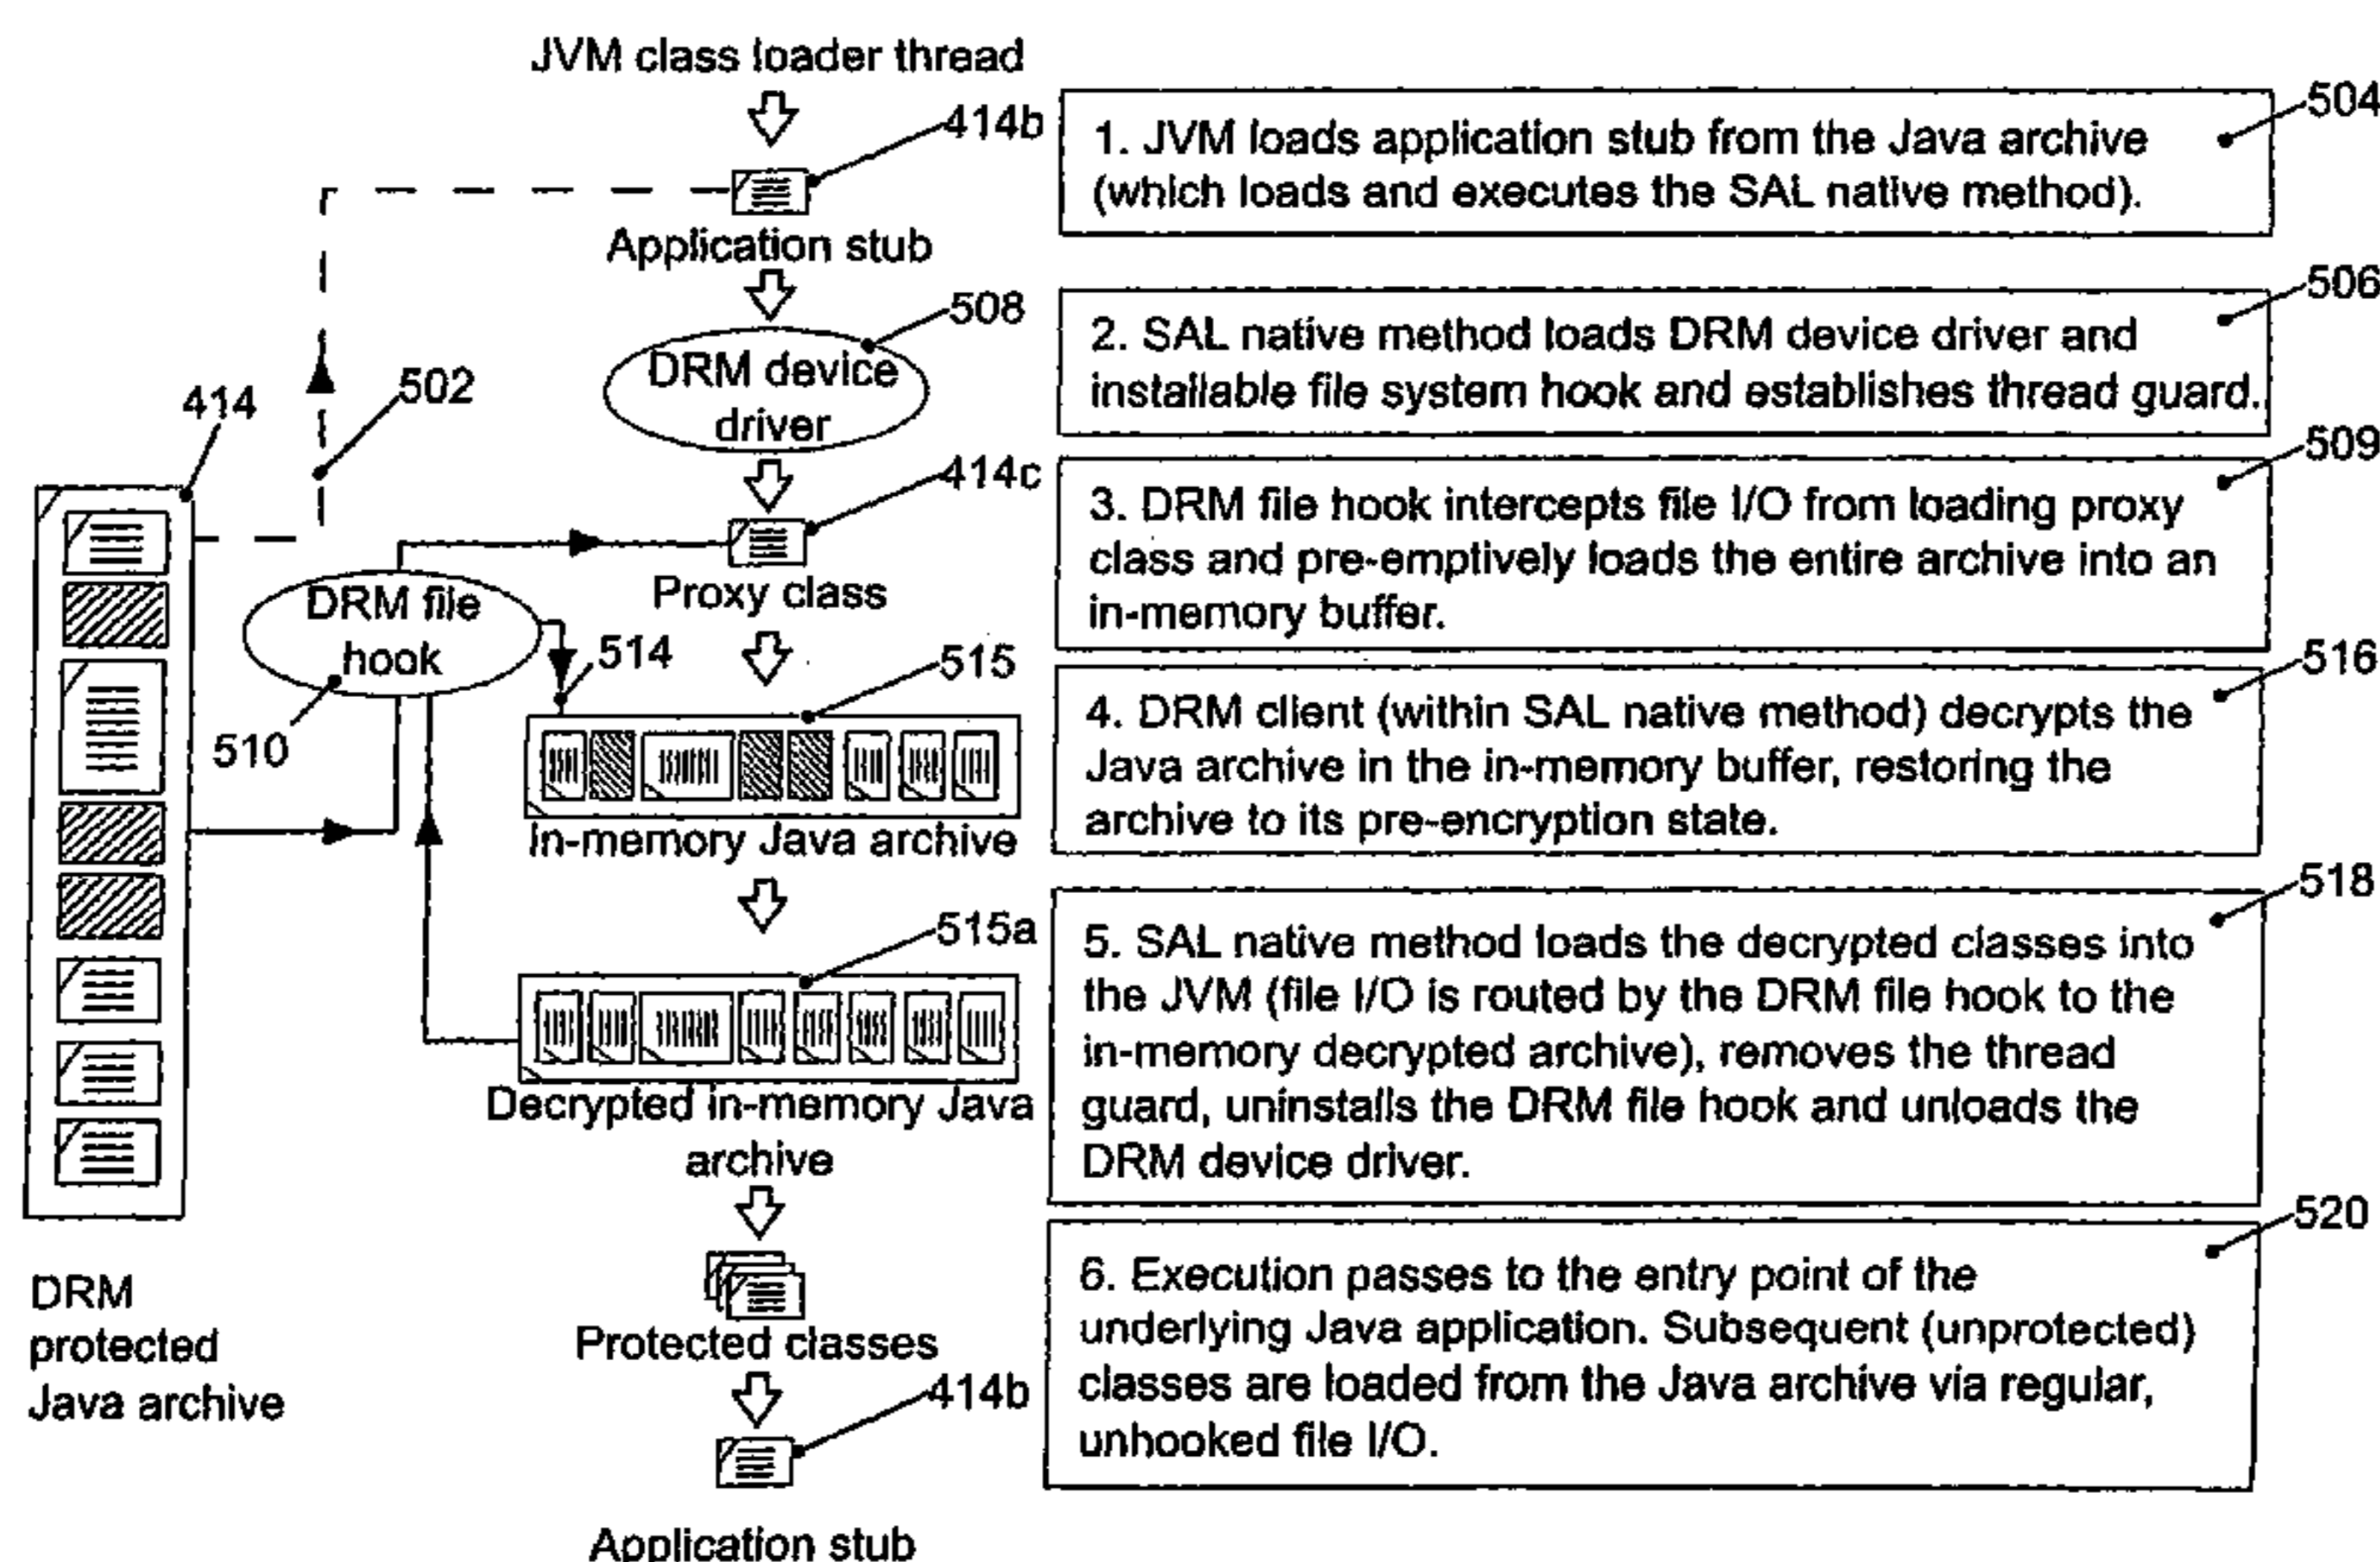 JVM class loader thread
414b
Application stub
508
DRM device
driver
502
414
414c
Proxy class
DRM file
hook
510
514
515
In-memory Java archive
515a
Decrypted in-memory Java
archive
Protected classes
414b
Application stub
DRM
protected
Java archive
504
1. JVM loads application stub from the Java archive
(which loads and executes the SAL native method).
506
2. SAL native method loads DRM device driver and
installable file system hook and establishes thread guard.
509
3. DRM file hook intercepts file I/O from loading proxy
class and pre-emptively loads the entire archive into an
in-memory buffer.
516
4. DRM client (within SAL native method) decrypts the
Java archive in the in-memory buffer, restoring the
archive to its pre-encryption state.
518
5. SAL native method loads the decrypted classes into
the JVM (file I/O is routed by the DRM file hook to the
in-memory decrypted archive), removes the thread
guard, uninstalls the DRM file hook and unloads the
DRM device driver.
520
6. Execution passes to the entry point of the
underlying Java application. Subsequent (unprotected)
classes are loaded from the Java archive via regular,
unhooked file I/O.